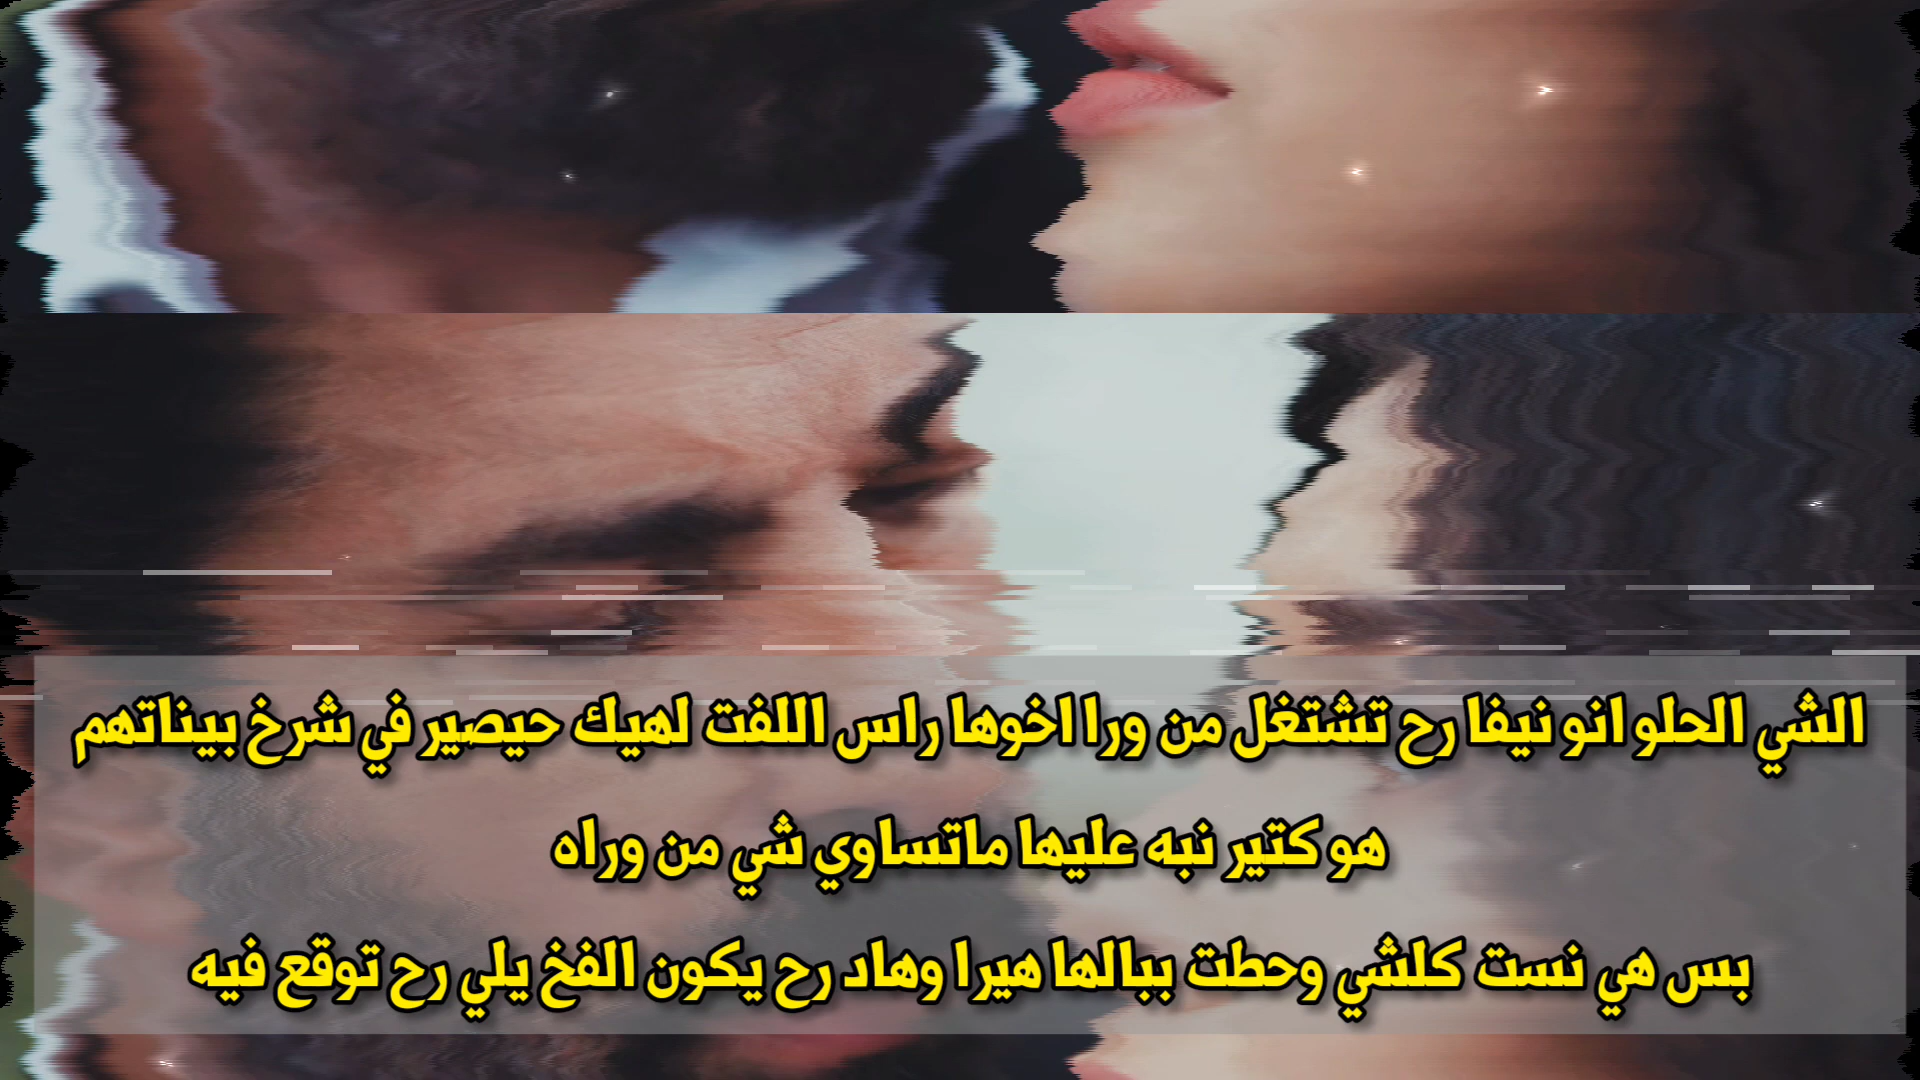 الشي الحلو انو نيفا رح تشتغل من ورا اخوها راس اللفت لهيك حيصير في شرخ بيناتهم
هو كتير نبه عليها ماتساوي شي من وراه
بس هي نست كلشي وحطت ببالها هيرا وهاد رح يكون الفخ يلي رح توقع فيه